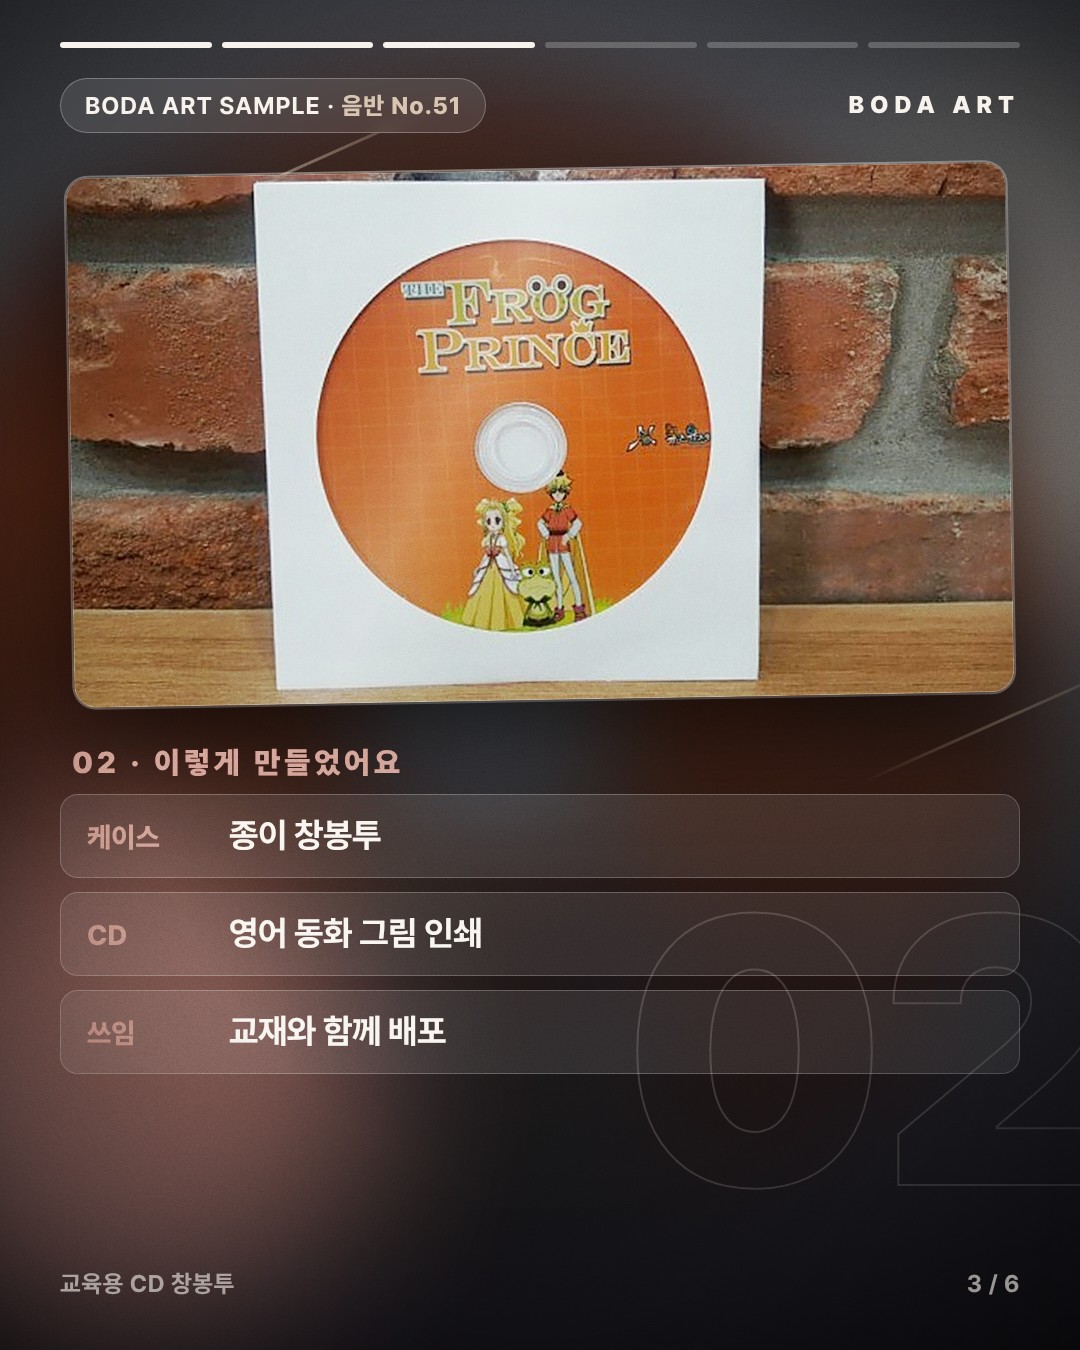 BODA ART SAMPLE · 음반 No.51
BODA ART
THE FROG
PRINCE
02 · 이렇게 만들었어요
케이스 종이 창봉투
CD 영어 동화 그림 인쇄
쓰임 교재와 함께 배포
02
교육용 CD 창봉투
3 / 6